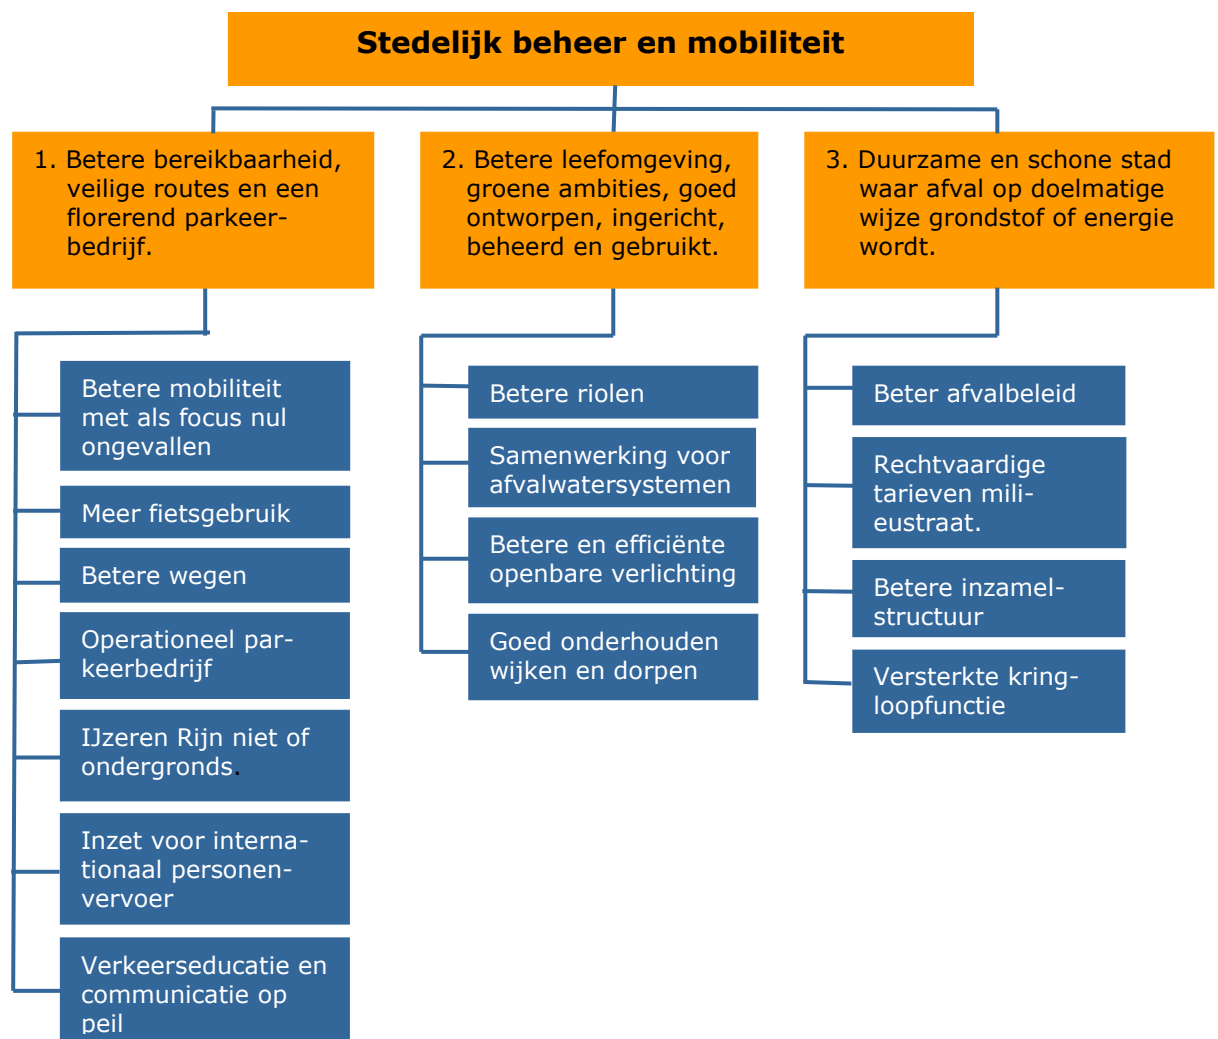 Stedelijk beheer en mobiliteit
1. Betere bereikbaarheid,
veilige routes en een
florerend parkeer-
bedrijf.
2. Betere leefomgeving,
groene ambities, goed
ontworpen, ingericht,
beheerd en gebruikt.
3. Duurzame en schone stad
waar afval op doelmatige
wijze grondstof of energie
wordt.
Betere mobiliteit
met als focus nul
ongevallen
Meer fietsgebruik
Betere wegen
Operationeel par-
keerbedrijf
IJzeren Rijn niet of
ondergronds.
Inzet voor interna-
tionaal personen-
vervoer
Verkeerseducatie en
communicatie op
peil
Betere riolen
Samenwerking voor
afvalwatersystemen
Betere en efficiënte
openbare verlichting
Goed onderhouden
wijken en dorpen
Beter afvalbeleid
Rechtvaardige
tarieven mili-
eustraat.
Betere inzamel-
structuur
Versterkte kring-
loopfunctie